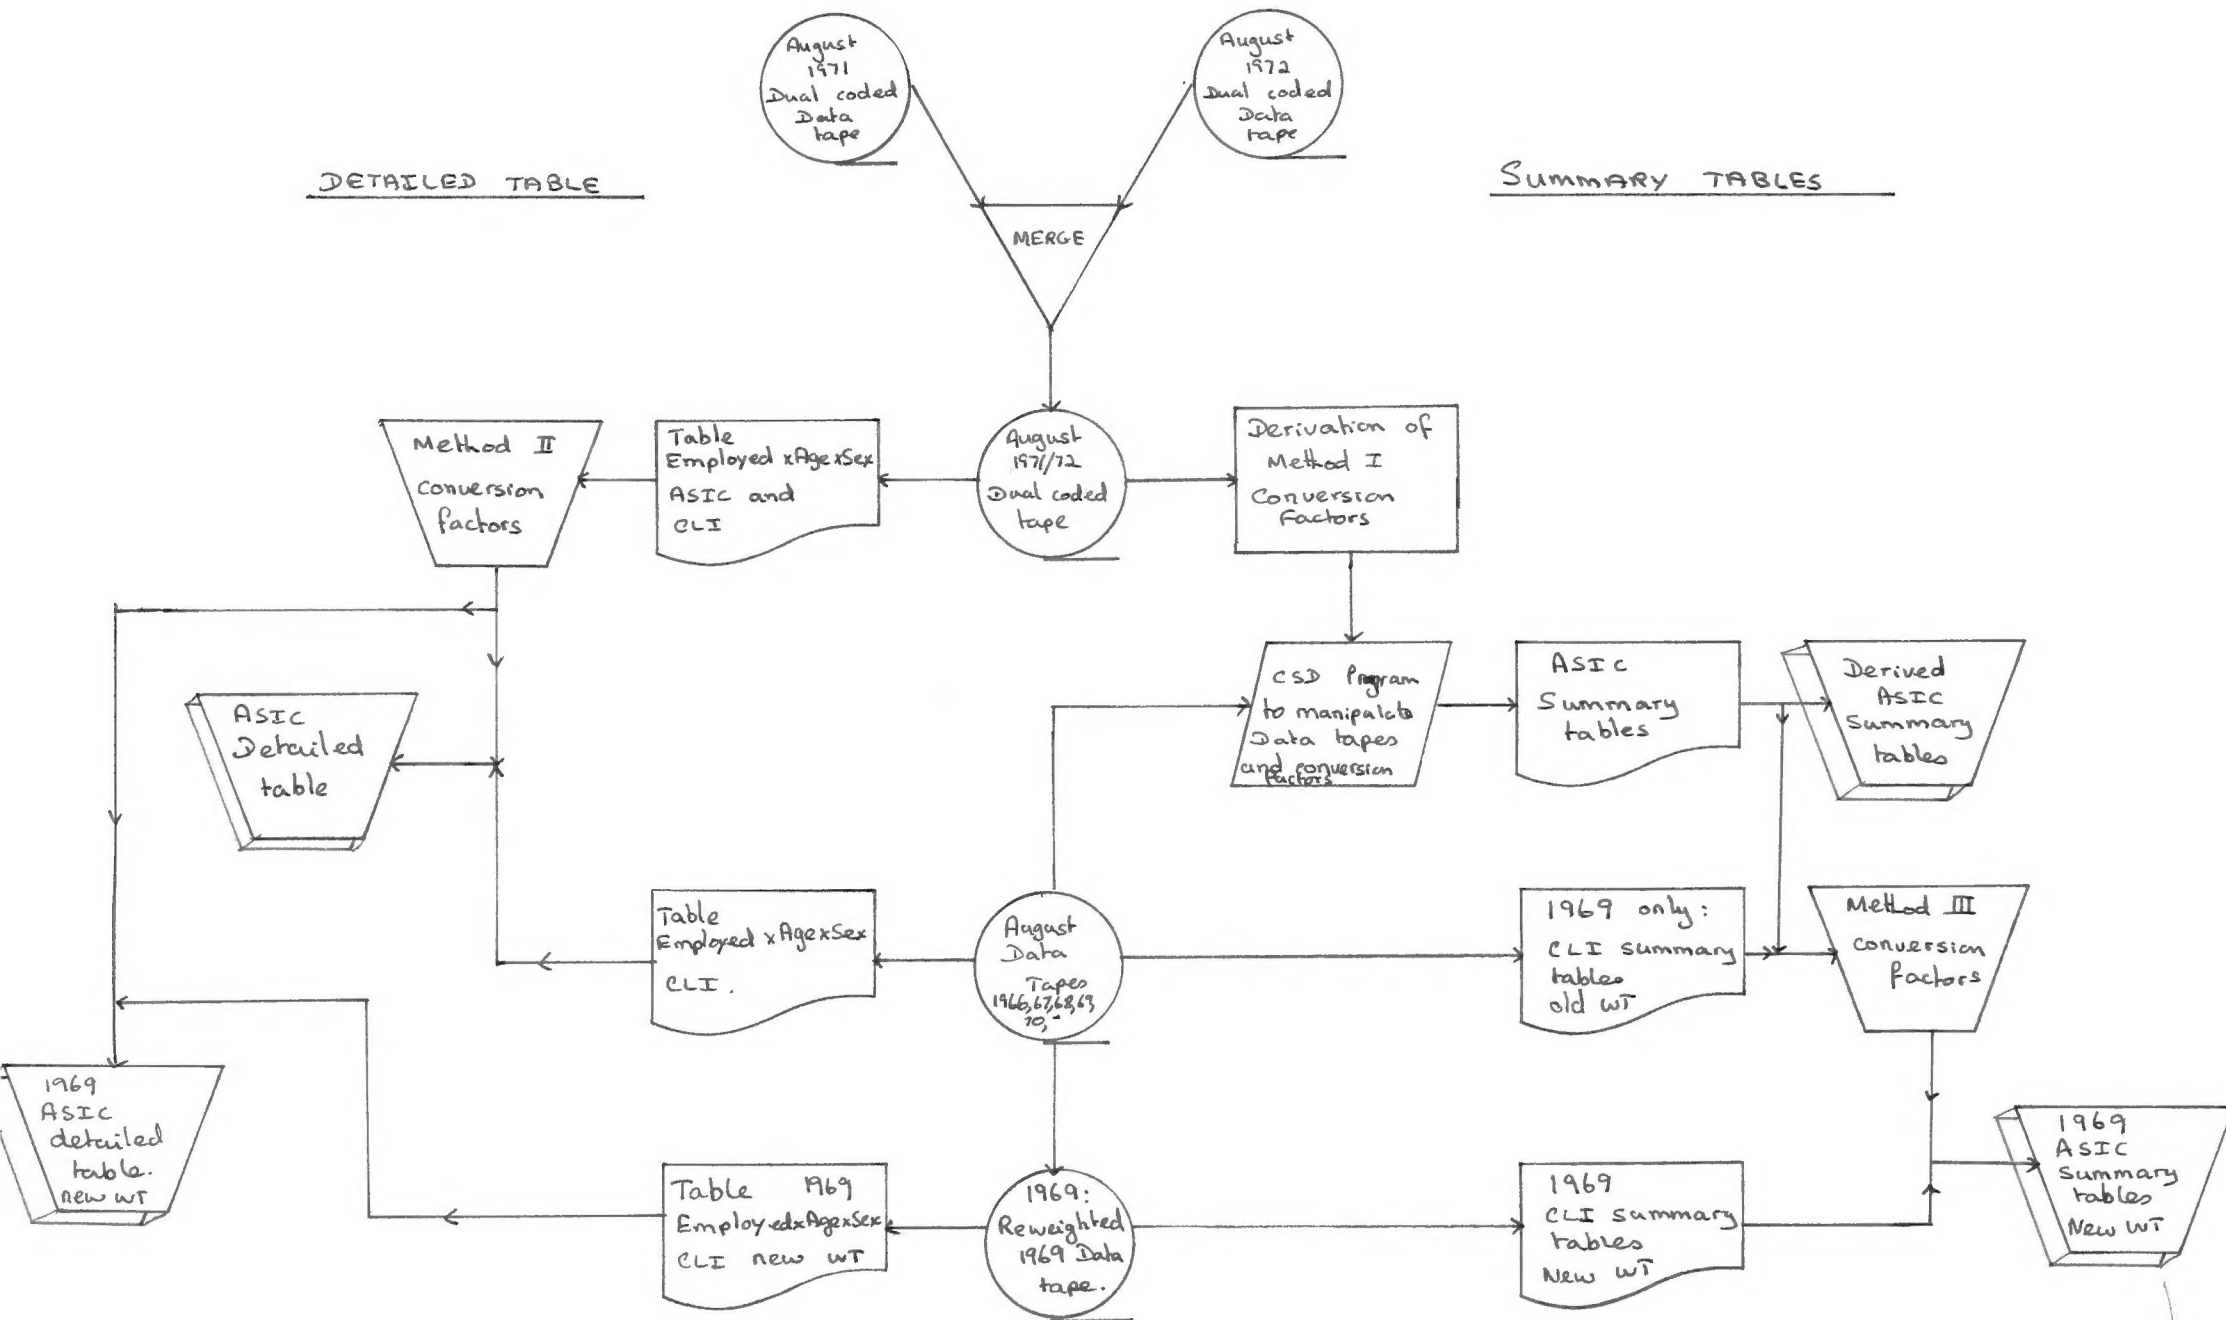 August
1971
Dual coded
Data
tape
August
1972
Dual coded
Data
tape
DETAILED TABLE
SUMMARY TABLES
MERGE
Method II
conversion
factors
Table
Employed x Age x Sex
ASIC and
CLI
August
1971/72
Dual coded
tape
Derivation of
Method I
Conversion
Factors
ASIC
Detailed
table
CSD Program
to manipulate
Data tapes
and conversion
factors
ASIC
Summary
tables
Derived
ASIC
Summary
tables
Table
Employed x Age x Sex
CLI.
August
Data
Tapes
1966,67,68,69
70,
1969 only:
CLI summary
tables
old WT
Method III
conversion
factors
1969
ASIC
detailed
table.
new WT
Table 1969
Employed x Age x Sex
CLI new WT
1969:
Reweighted
1969 Data
tape.
1969
CLI summary
tables
New WT
1969
ASIC
Summary
tables
New WT